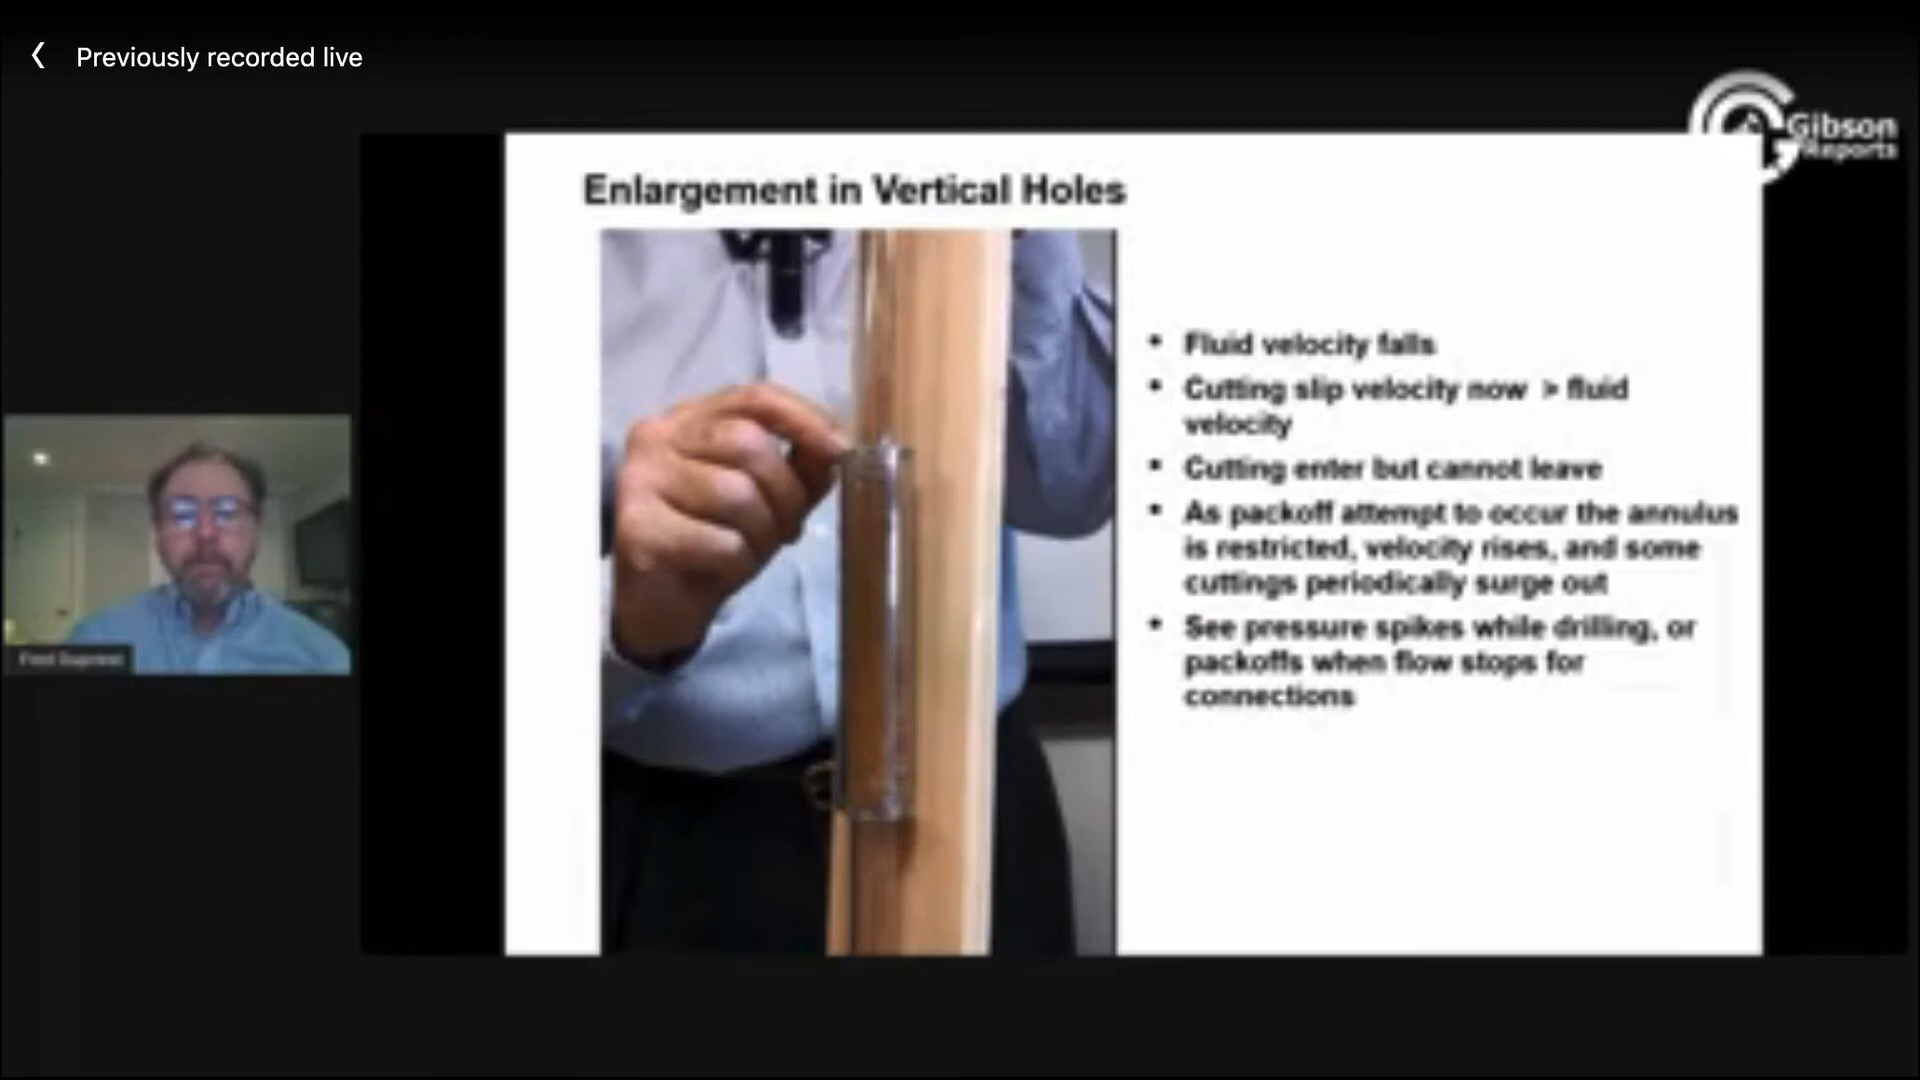 Previously recorded live
Gibson
Reports
Enlargement in Vertical Holes
• Fluid velocity falls
• Cutting slip velocity now > fluid
velocity
• Cutting enter but cannot leave
• As packoff attempt to occur the annulus
is restricted, velocity rises, and some
cuttings periodically surge out
• See pressure spikes while drilling, or
packoffs when flow stops for
connections